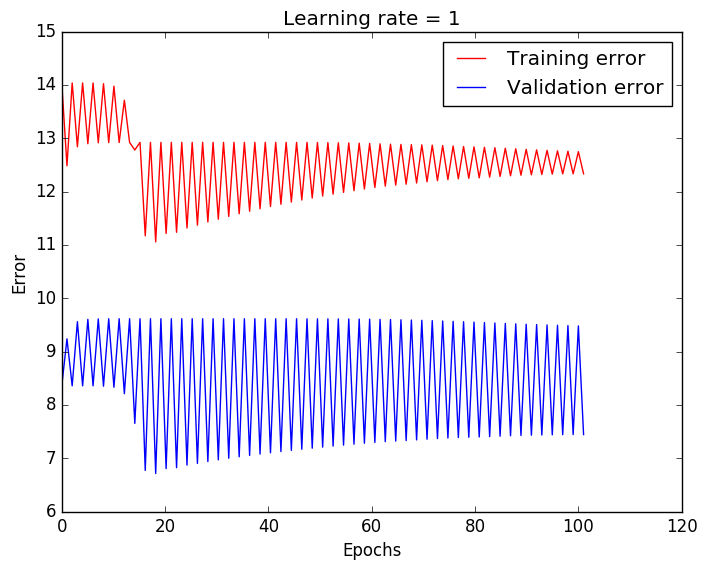 Learning rate = 1
15
14
13
12
11
10
9
8
7
6
Error
Training error
Validation error
0 20 40 60 80 100 120
Epochs